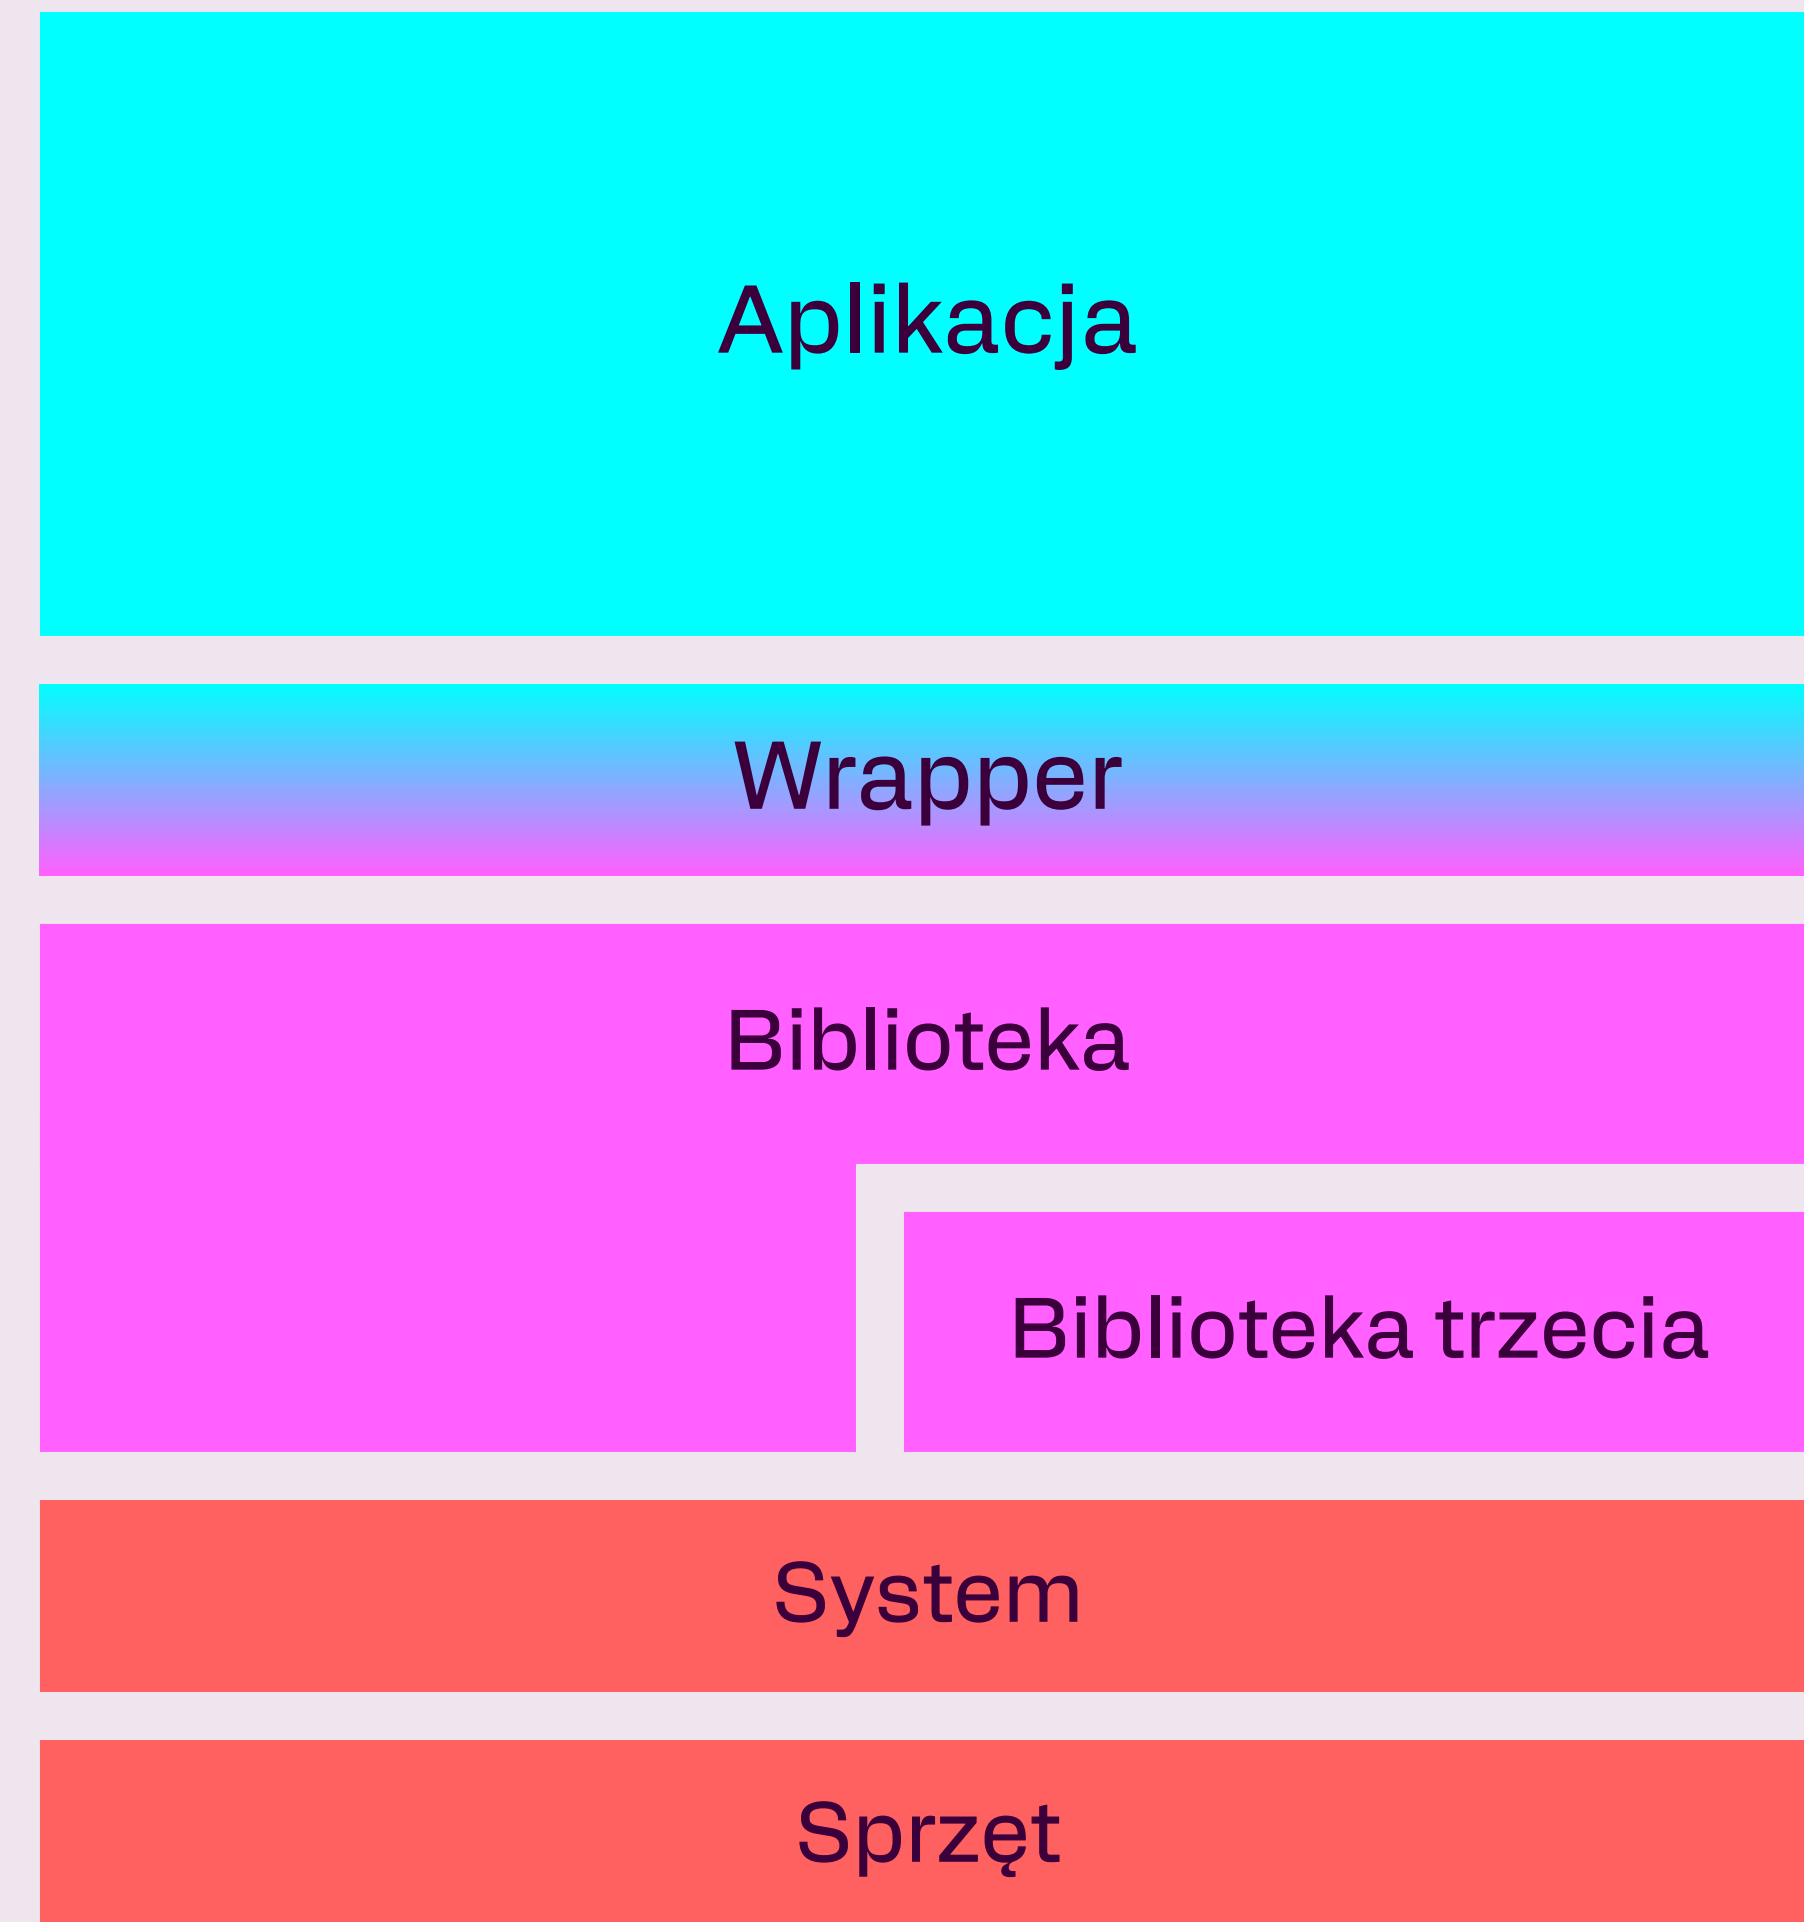 Aplikacja
Wrapper
Biblioteka
Biblioteka trzecia
System
Sprzęt